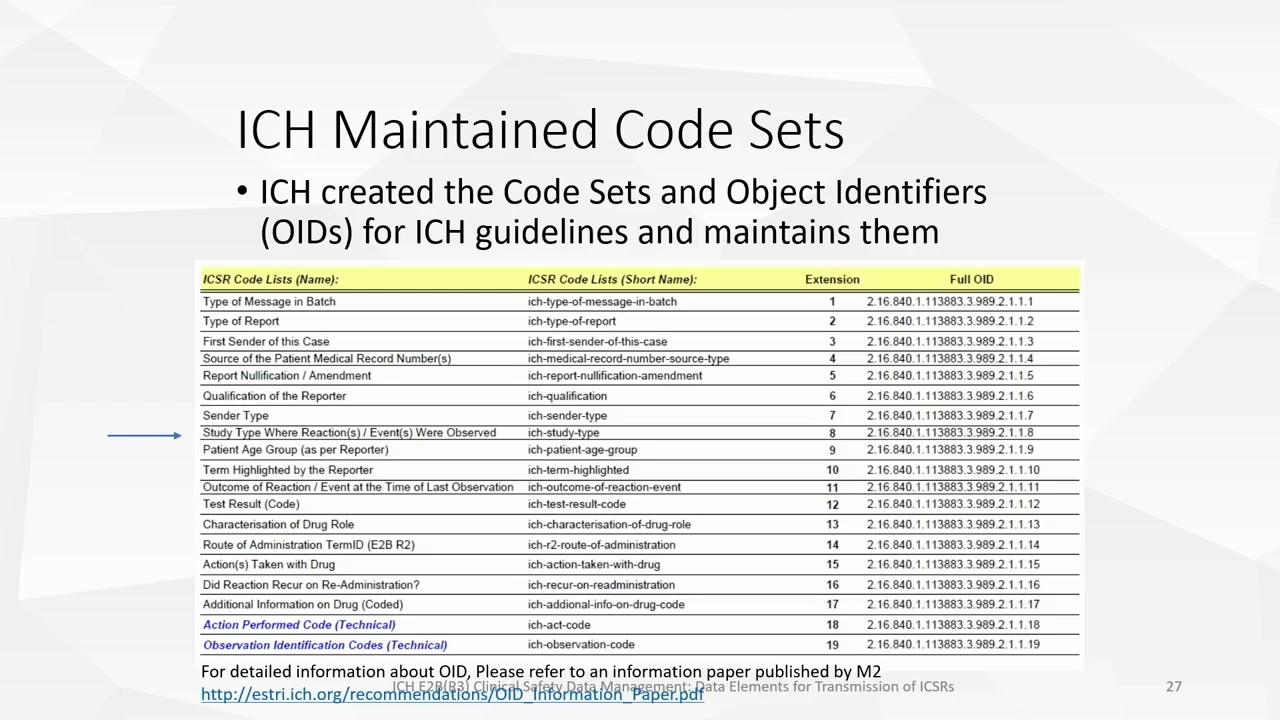 ICH Maintained Code Sets
• ICH created the Code Sets and Object Identifiers
(OIDs) for ICH guidelines and maintains them
ICSR Code Lists (Name): ICSR Code Lists (Short Name): Extension Full OID
Type of Message in Batch ich-type-of-message-in-batch 1 2.16.840.1.113883.3.989.2.1.1.1
Type of Report ich-type-of-report 2 2.16.840.1.113883.3.989.2.1.1.2
First Sender of this Case ich-first-sender-of-this-case 3 2.16.840.1.113883.3.989.2.1.1.3
Source of the Patient Medical Record Number(s) ich-medical-record-number-source-type 4 2.16.840.1.113883.3.989.2.1.1.4
Report Nullification / Amendment ich-report-nullification-amendment 5 2.16.840.1.113883.3.989.2.1.1.5
Qualification of the Reporter ich-qualification 6 2.16.840.1.113883.3.989.2.1.1.6
Sender Type ich-sender-type 7 2.16.840.1.113883.3.989.2.1.1.7
Study Type Where Reaction(s) / Event(s) Were Observed ich-study-type 8 2.16.840.1.113883.3.989.2.1.1.8
Patient Age Group (as per Reporter) ich-patient-age-group 9 2.16.840.1.113883.3.989.2.1.1.9
Term Highlighted by the Reporter ich-term-highlighted 10 2.16.840.1.113883.3.989.2.1.1.10
Outcome of Reaction / Event at the Time of Last Observation ich-outcome-of-reaction-event 11 2.16.840.1.113883.3.989.2.1.1.11
Test Result (Code) ich-test-result-code 12 2.16.840.1.113883.3.989.2.1.1.12
Characterisation of Drug Role ich-characterisation-of-drug-role 13 2.16.840.1.113883.3.989.2.1.1.13
Route of Administration TermID (E2B R2) ich-r2-route-of-administration 14 2.16.840.1.113883.3.989.2.1.1.14
Action(s) Taken with Drug ich-action-taken-with-drug 15 2.16.840.1.113883.3.989.2.1.1.15
Did Reaction Recur on Re-Administration? ich-recur-on-readministration 16 2.16.840.1.113883.3.989.2.1.1.16
Additional Information on Drug (Coded) ich-addional-info-on-drug-code 17 2.16.840.1.113883.3.989.2.1.1.17
Action Performed Code (Technical) ich-act-code 18 2.16.840.1.113883.3.989.2.1.1.18
Observation Identification Codes (Technical) ich-observation-code 19 2.16.840.1.113883.3.989.2.1.1.19
For detailed information about OID, Please refer to an information paper published by M2
ICH E2B(R3) Clinical Safety Data Management: Data Elements for Transmission of ICSRs 27
http://estri.ich.org/recommendations/OID_Information_Paper.pdf